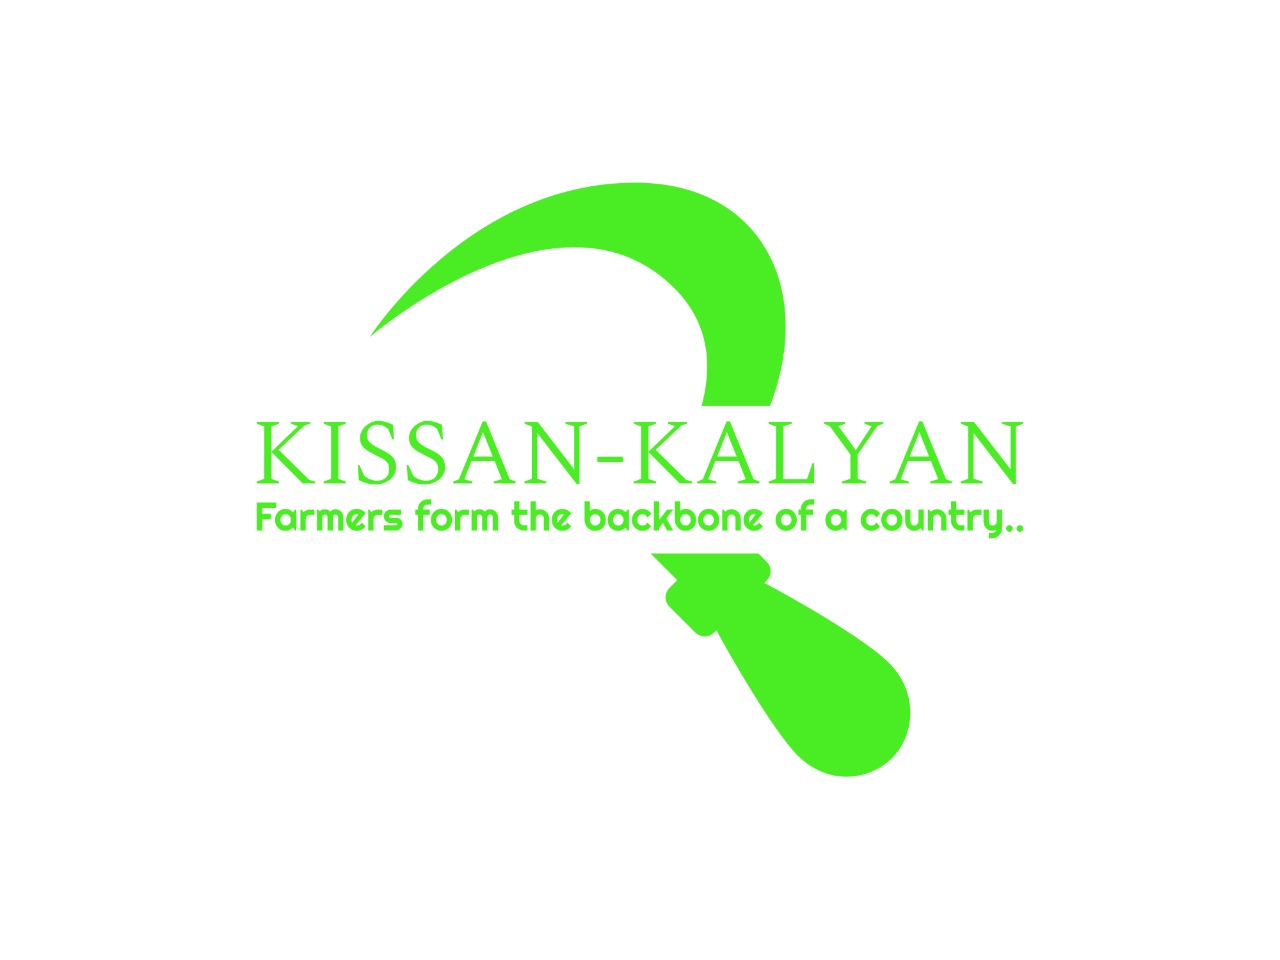 KISSAN-KALYAN
Farmers form the backbone of a country..